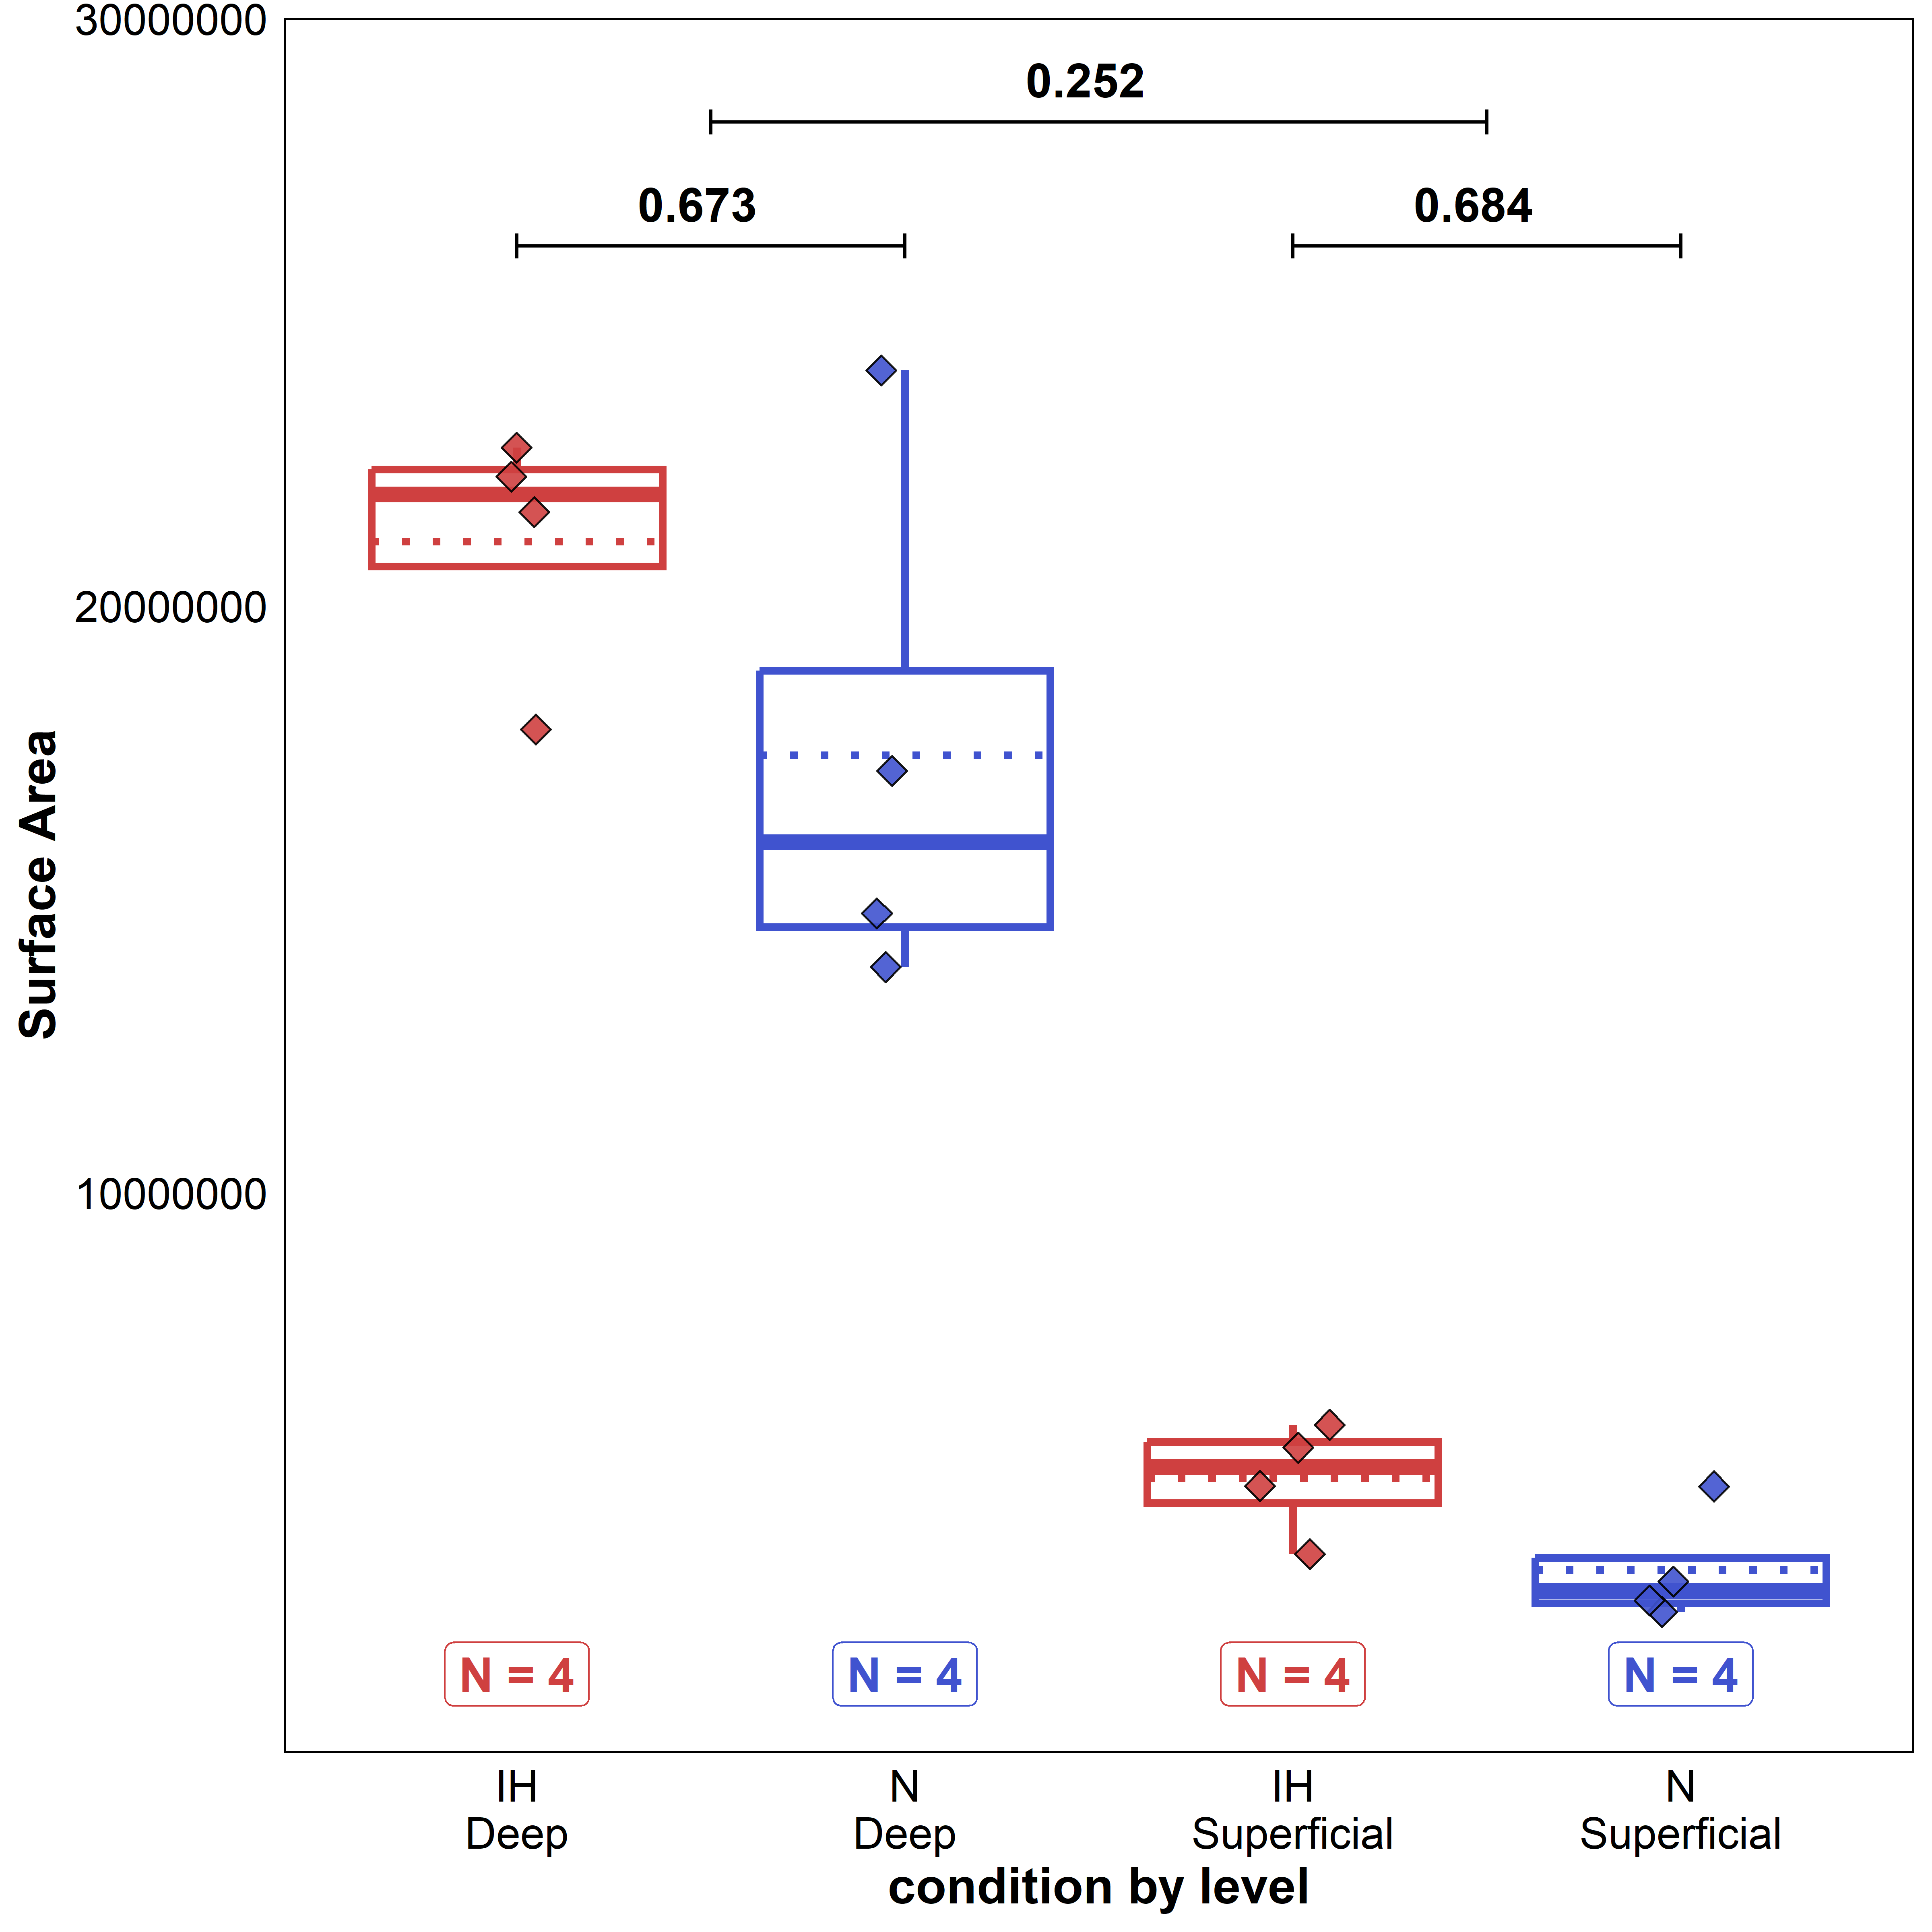 30000000
0.252
0.673
0.684
20000000
Surface Area
10000000
N = 4
N = 4
N = 4
N = 4
IH
Deep
N
Deep
IH
Superficial
N
Superficial
condition by level